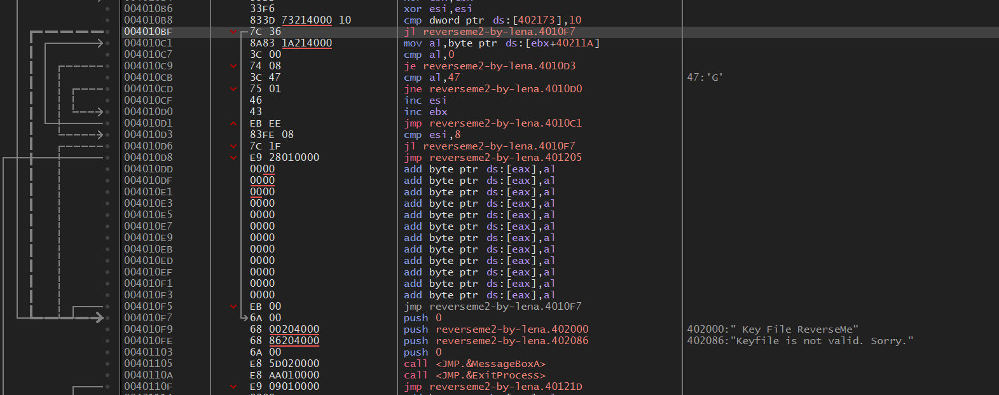 004010B6 33F6 xor esi,esi
004010B8 833D 73214000 10 cmp dword ptr ds:[402173],10
004010BF 7C 36 jl reverseme2-by-lena.4010F7
004010C1 8A83 1A214000 mov al,byte ptr ds:[ebx+40211A]
004010C7 3C 00 cmp al,0
004010C9 74 08 je reverseme2-by-lena.4010D3
004010CB 3C 47 cmp al,47 47:'G'
004010CD 75 01 jne reverseme2-by-lena.4010D0
004010CF 46 inc esi
004010D0 43 inc ebx
004010D1 EB EE jmp reverseme2-by-lena.4010C1
004010D3 83FE 08 cmp esi,8
004010D6 7C 1F jl reverseme2-by-lena.4010F7
004010D8 E9 28010000 jmp reverseme2-by-lena.401205
004010DD 0000 add byte ptr ds:[eax],al
004010DF 0000 add byte ptr ds:[eax],al
004010E1 0000 add byte ptr ds:[eax],al
004010E3 0000 add byte ptr ds:[eax],al
004010E5 0000 add byte ptr ds:[eax],al
004010E7 0000 add byte ptr ds:[eax],al
004010E9 0000 add byte ptr ds:[eax],al
004010EB 0000 add byte ptr ds:[eax],al
004010ED 0000 add byte ptr ds:[eax],al
004010EF 0000 add byte ptr ds:[eax],al
004010F1 0000 add byte ptr ds:[eax],al
004010F3 0000 add byte ptr ds:[eax],al
004010F5 EB 00 jmp reverseme2-by-lena.4010F7
004010F7 6A 00 push 0
004010F9 68 00204000 push reverseme2-by-lena.402000 402000:" Key File ReverseMe"
004010FE 68 86204000 push reverseme2-by-lena.402086 402086:"Keyfile is not valid. Sorry."
00401103 6A 00 push 0
00401105 E8 5D020000 call <JMP.&MessageBoxA>
0040110A E8 AA010000 call <JMP.&ExitProcess>
0040110F E9 09010000 jmp reverseme2-by-lena.40121D